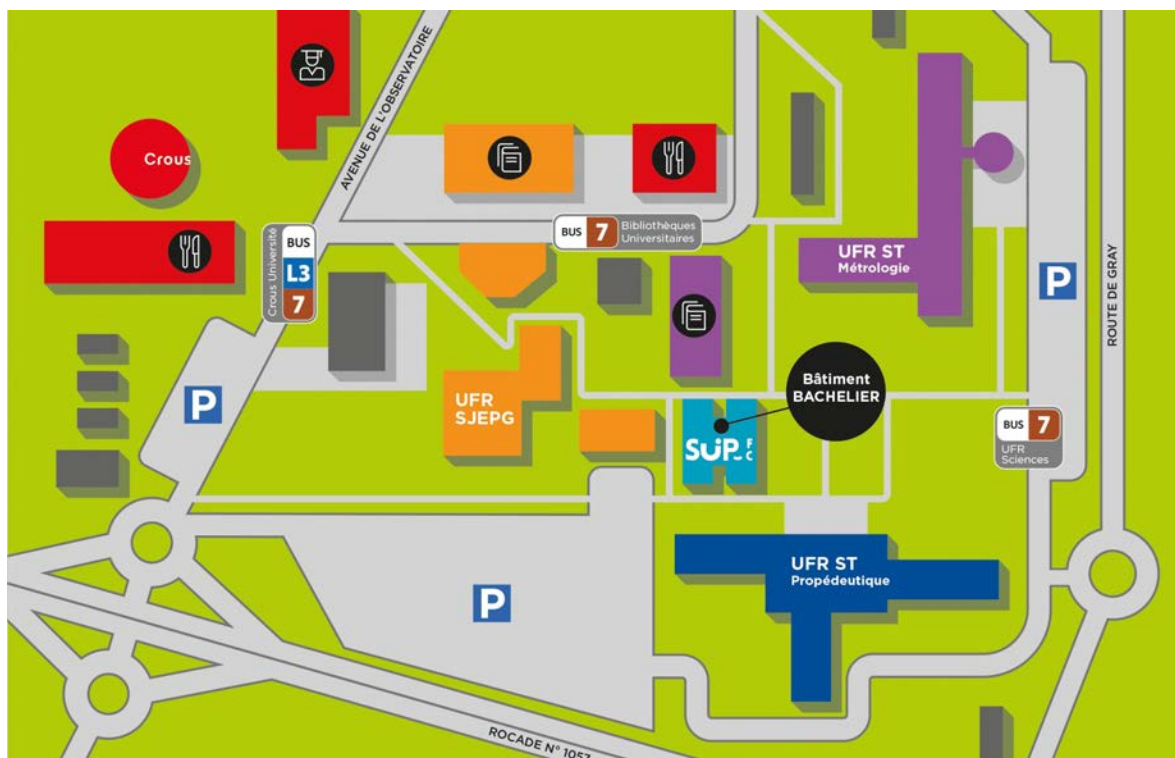 AVENUE DE L'OBSERVATOIRE
Crous
Crous Université
BUS
L3
7
BUS 7 Bibliothèques
Universitaires
UFR ST
Métrologie
P
ROUTE DE GRAY
P
UFR
SJEPG
Bâtiment
BACHELIER
SUP-FC
BUS 7
UFR
Sciences
P
UFR ST
Propédeutique
ROCADE N° 1057